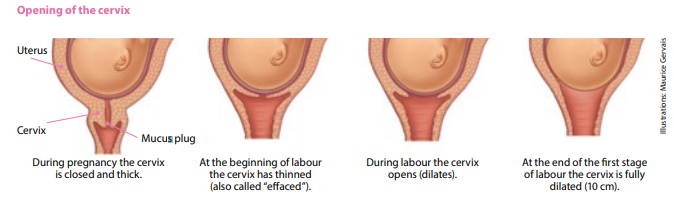 Opening of the cervix
Uterus
Cervix
Mucus plug
During pregnancy the cervix
is closed and thick.
At the beginning of labour
the cervix has thinned
(also called “effaced”).
During labour the cervix
opens (dilates).
At the end of the first stage
of labour the cervix is fully
dilated (10 cm).
Illustrations: Maurice Gervais